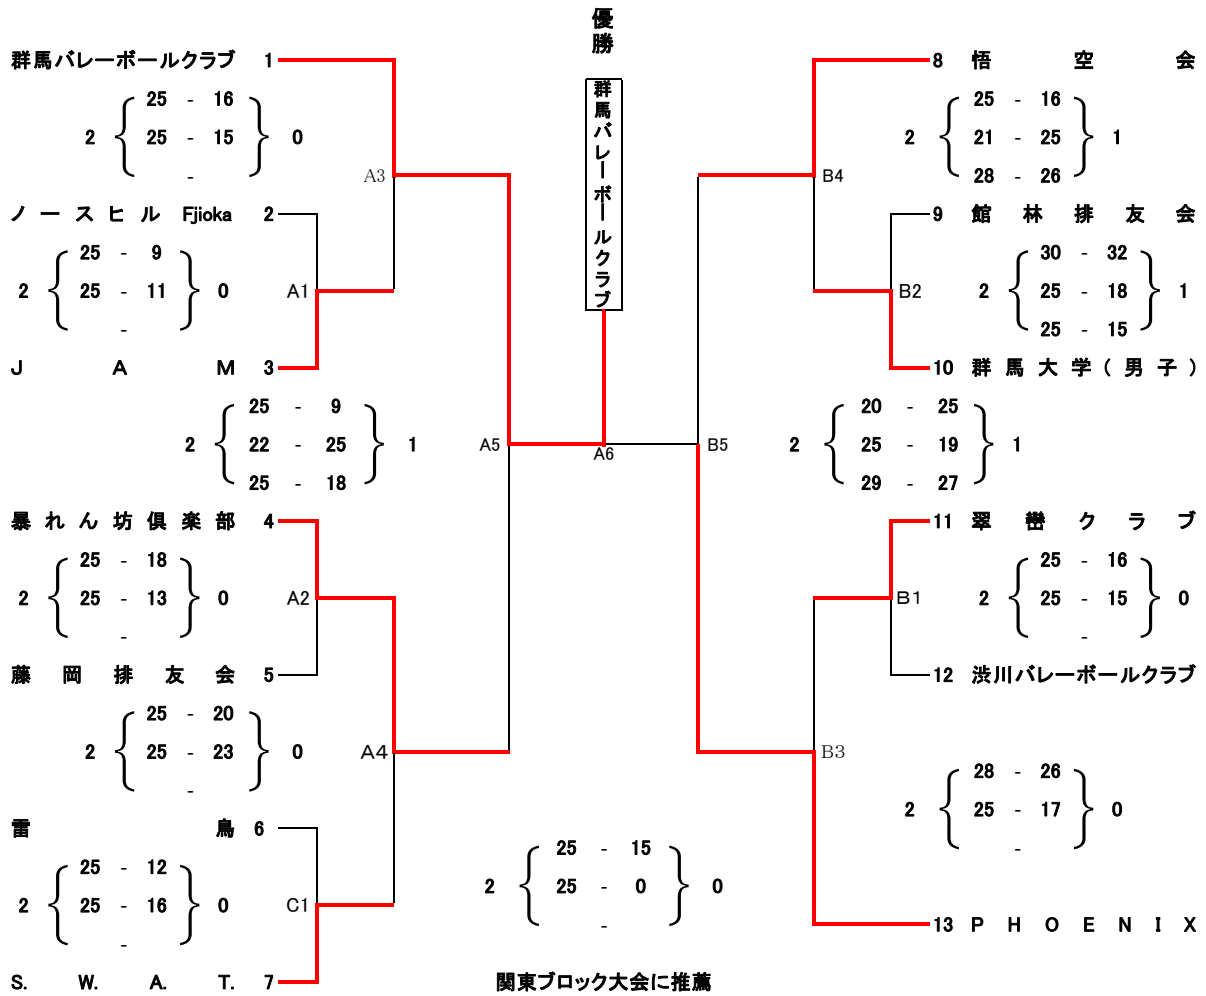 優勝
群馬バレーボールクラブ
群馬バレーボールクラブ 1
25 - 16
2 25 - 15 0
-
A3
ノースヒル Fjioka 2
25 - 9
2 25 - 11 0
-
A1
JAM 3
25 - 9
2 22 - 25 1
25 - 18
A5
暴れん坊倶楽部 4
25 - 18
2 25 - 13 0
-
A2
藤岡排友会 5
25 - 20
2 25 - 23 0
-
A4
雷鳥 6
25 - 12
2 25 - 16 0
-
C1
S.W.A.T. 7
A6
25 - 15
2 25 - 0 0
-
関東ブロック大会に推薦
8 悟空会
25 - 16
2 21 - 25 1
28 - 26
B4
9 館林排友会
30 - 32
2 25 - 18 1
25 - 15
B2
10 群馬大学(男子)
20 - 25
2 25 - 19 1
29 - 27
B5
11 翠巒クラブ
25 - 16
2 25 - 15 0
-
B1
12 渋川バレーボールクラブ
28 - 26
2 25 - 17 0
-
B3
13 PHOENIX